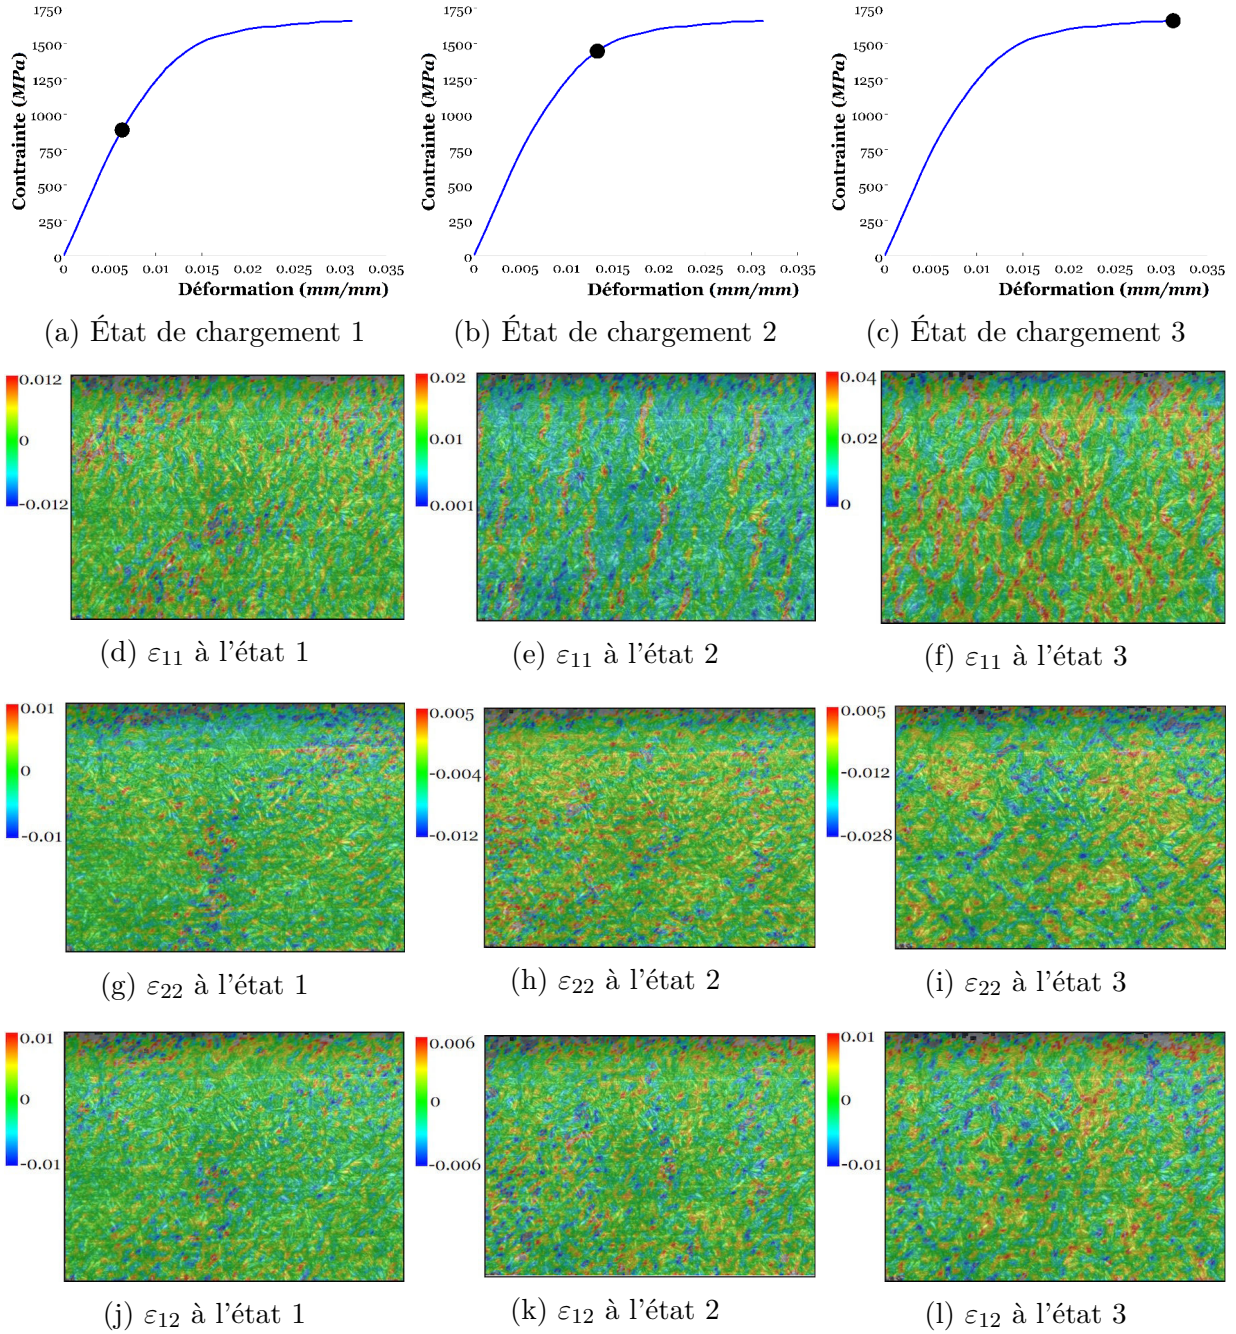 1750
1500
1250
1000
750
500
250
0
0 0.005 0.01 0.015 0.02 0.025 0.03 0.035
Contrainte (MPa)
Déformation (mm/mm)
(a) État de chargement 1
1750
1500
1250
1000
750
500
250
0
0 0.005 0.01 0.015 0.02 0.025 0.03 0.035
Contrainte (MPa)
Déformation (mm/mm)
(b) État de chargement 2
1750
1500
1250
1000
750
500
250
0
0 0.005 0.01 0.015 0.02 0.025 0.03 0.035
Contrainte (MPa)
Déformation (mm/mm)
(c) État de chargement 3
0.012
0
-0.012
(d) ε11 à l'état 1
0.02
0.01
0.001
(e) ε11 à l'état 2
0.04
0.02
0
(f) ε11 à l'état 3
0.01
0
-0.01
(g) ε22 à l'état 1
0.005
-0.004
-0.012
(h) ε22 à l'état 2
0.005
-0.012
-0.028
(i) ε22 à l'état 3
0.01
0
-0.01
(j) ε12 à l'état 1
0.006
0
-0.006
(k) ε12 à l'état 2
0.01
0
-0.01
(l) ε12 à l'état 3